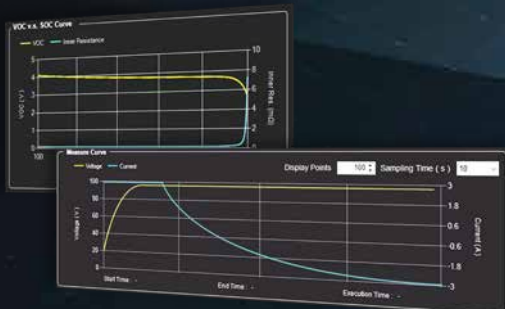 VOC v.s. SOC Curve
VOC Inner Resistance
5
4
3
2
1
0
VOC ( V )
100
10
8
6
4
2
0
Inner Res. (mΩ)
Measure Curve
Voltage Current
Display Points 100 Sampling Time ( s ) 10
100
80
60
40
20
0
Voltage ( V )
3
1.8
0.6
-0.6
-1.8
-3
Current ( A )
Start Time : - End Time : - Execution Time : -